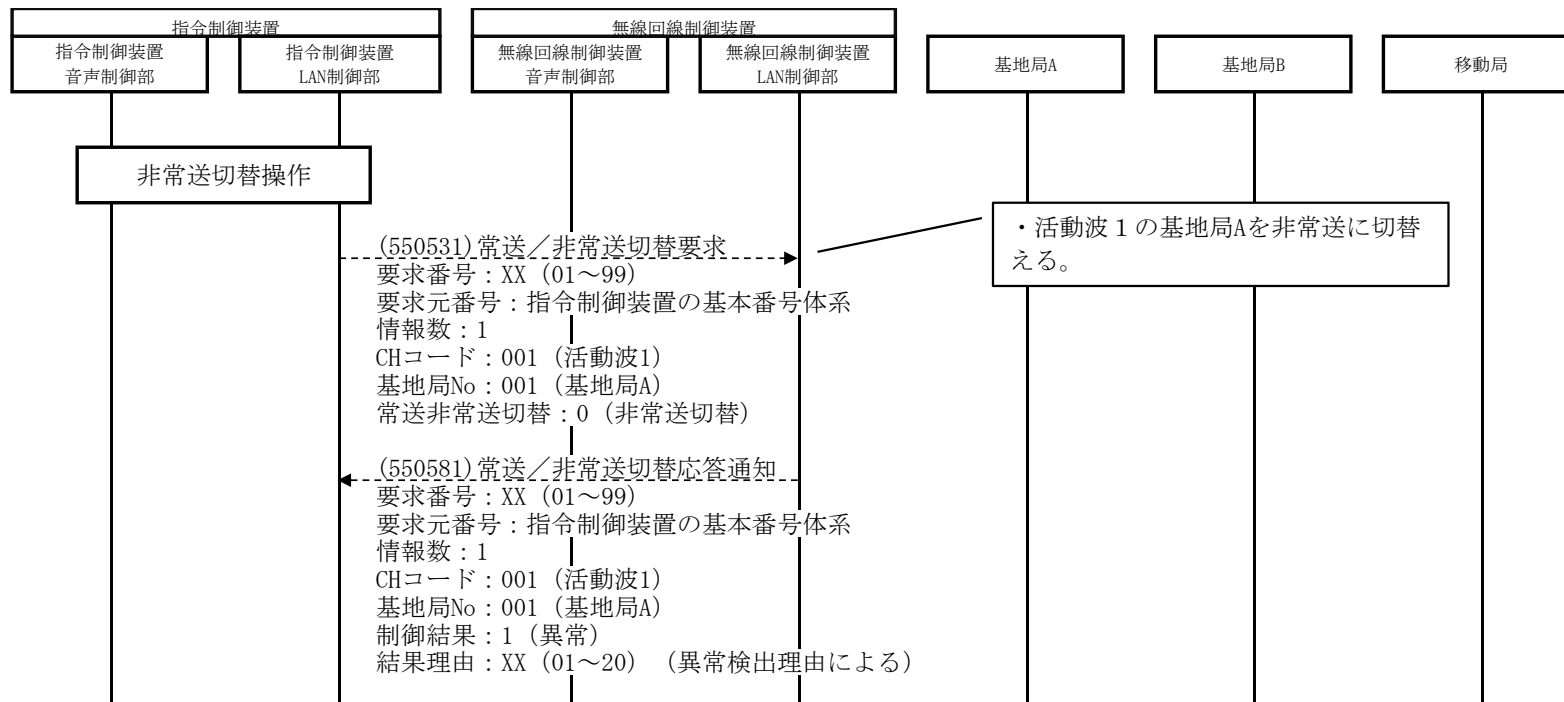 指令制御装置
無線回線制御装置
指令制御装置
音声制御部
指令制御装置
LAN制御部
無線回線制御装置
音声制御部
無線回線制御装置
LAN制御部
基地局A
基地局B
移動局
非常送切替操作
・活動波１の基地局Aを非常送に切替
える。
(550531)常送／非常送切替要求
要求番号：XX（01～99）
要求元番号：指令制御装置の基本番号体系
情報数：1
CHコード：001（活動波1）
基地局No：001（基地局A）
常送非常送切替：0（非常送切替）
(550581)常送／非常送切替応答通知
要求番号：XX（01～99）
要求元番号：指令制御装置の基本番号体系
情報数：1
CHコード：001（活動波1）
基地局No：001（基地局A）
制御結果：1（異常）
結果理由：XX（01～20）（異常検出理由による）